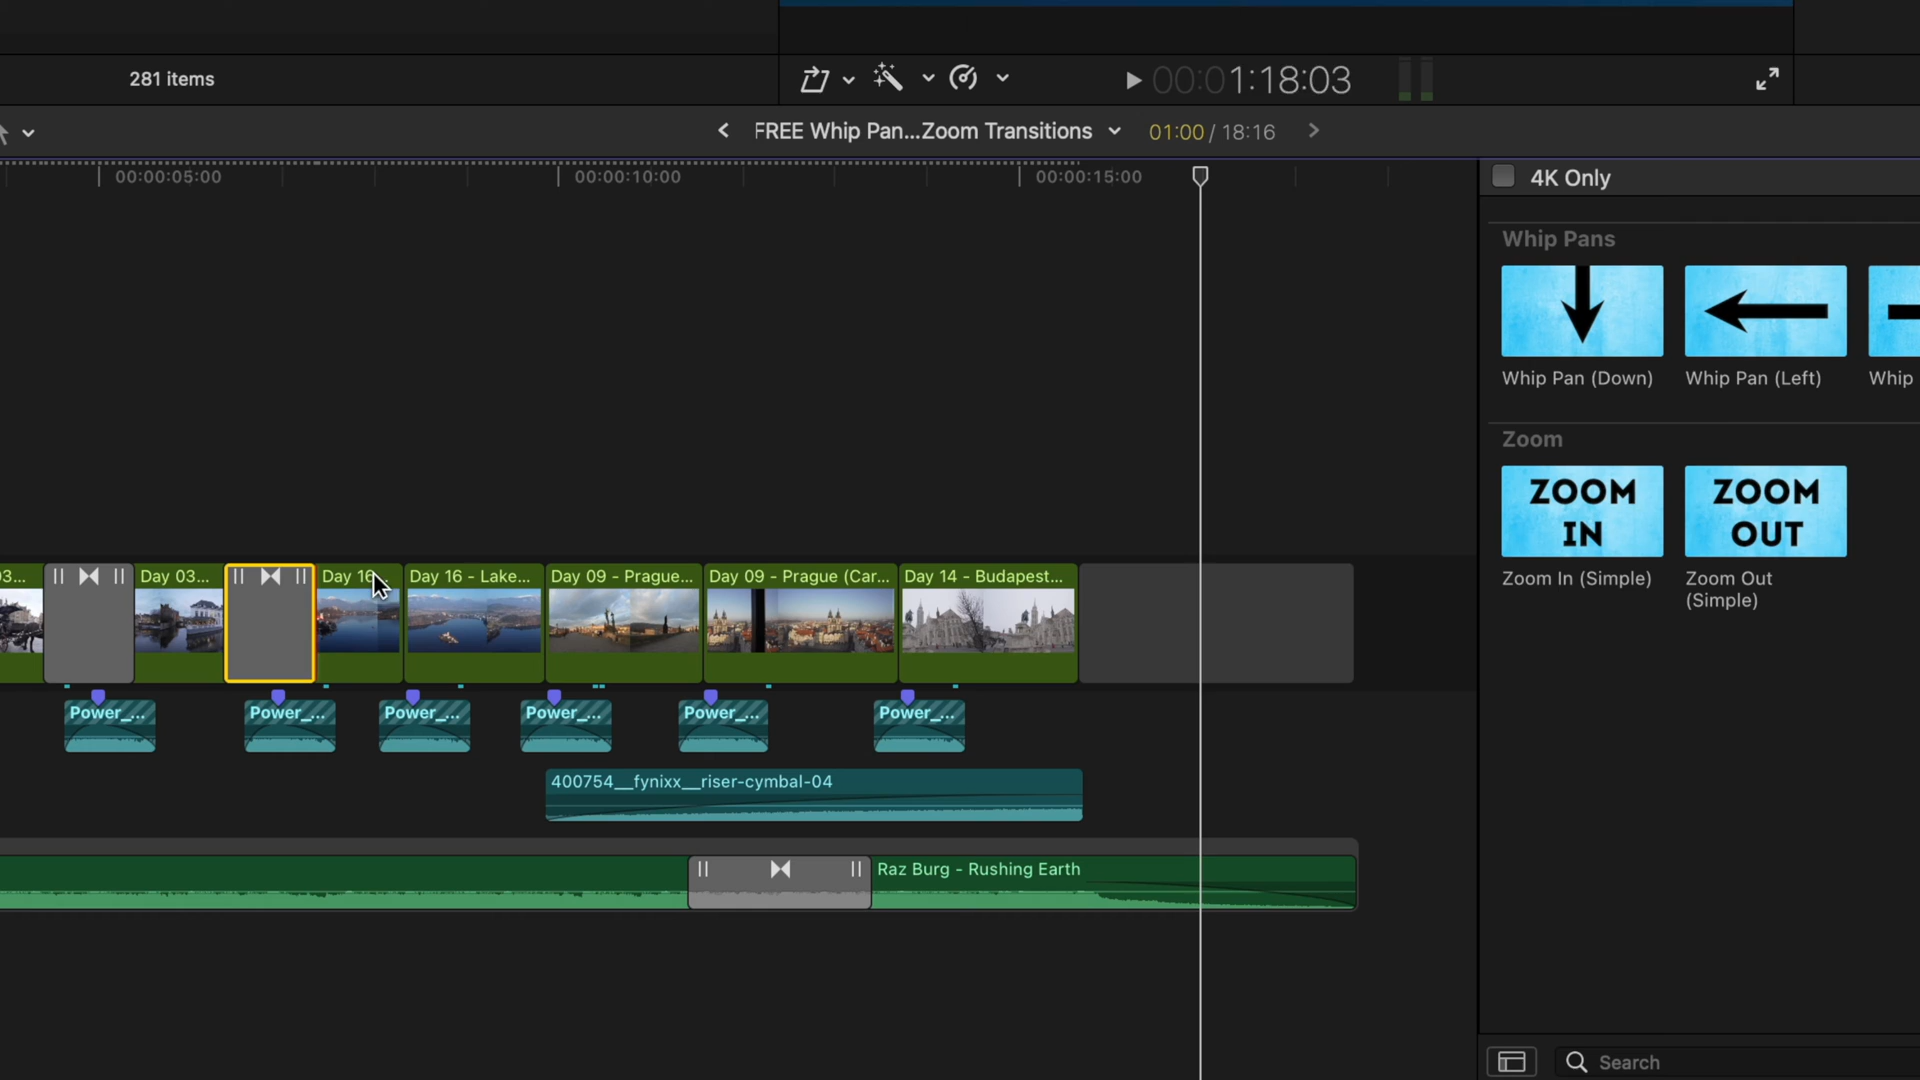 281 items
00:01:18:03
FREE Whip Pan...Zoom Transitions
01:00 / 18:16
00:00:05:00
00:00:10:00
00:00:15:00
4K Only
Whip Pans
Whip Pan (Down)
Whip Pan (Left)
Whip
Zoom
ZOOM
IN
ZOOM
OUT
Zoom In (Simple)
Zoom Out
(Simple)
03...
Day 03...
Day 16...
Day 16 - Lake...
Day 09 - Prague...
Day 09 - Prague (Car...
Day 14 - Budapest...
Power_...
Power_...
Power_...
Power_...
Power_...
Power_...
400754__fynixx__riser-cymbal-04
Raz Burg - Rushing Earth
Search